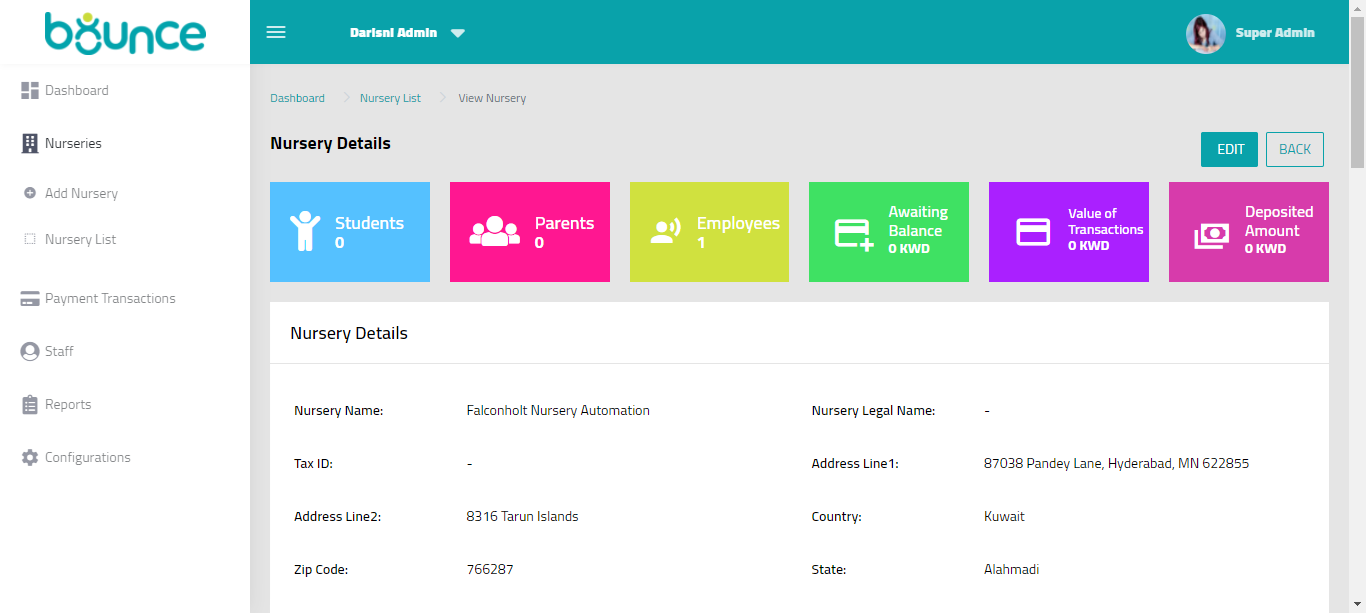 bounce
Darisni Admin
Super Admin
Dashboard
Nurseries
Add Nursery
Nursery List
Payment Transactions
Staff
Reports
Configurations
Dashboard Nursery List View Nursery
Nursery Details
EDIT BACK
Students
0
Parents
0
Employees
1
Awaiting
Balance
0 KWD
Value of
Transactions
0 KWD
Deposited
Amount
0 KWD
Nursery Details
Nursery Name: Falconholt Nursery Automation Nursery Legal Name: -
Tax ID: - Address Line1: 87038 Pandey Lane, Hyderabad, MN 622855
Address Line2: 8316 Tarun Islands Country: Kuwait
Zip Code: 766287 State: Alahmadi